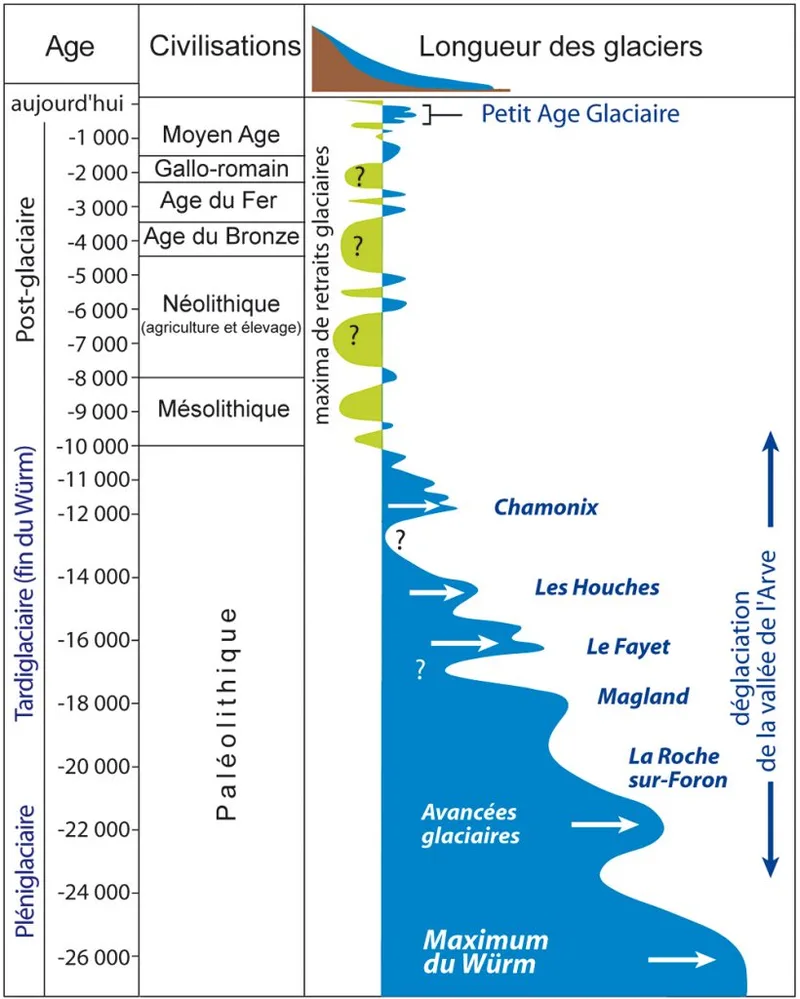 Age
Civilisations
Longueur des glaciers
aujourd'hui
-1 000
-2 000
-3 000
-4 000
-5 000
-6 000
-7 000
-8 000
-9 000
-10 000
-11 000
-12 000
-14 000
-16 000
-18 000
-20 000
-22 000
-24 000
-26 000
Post-glaciaire
Tardiglaciaire (fin du Würm)
Pléniglaciaire
Moyen Age
Gallo-romain
Age du Fer
Age du Bronze
Néolithique
(agriculture et élevage)
Mésolithique
Paléolithique
maxima de retraits glaciaires
?
?
?
?
?
Petit Age Glaciaire
Chamonix
Les Houches
Le Fayet
Magland
La Roche
sur-Foron
Avancées
glaciaires
Maximum
du Würm
déglaciation
de la vallée de l'Arve